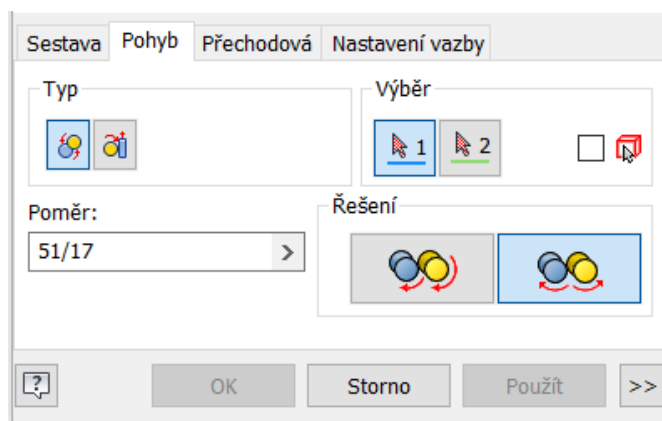 Sestava Pohyb Přechodová Nastavení vazby
Typ
Výběr
1 2
Poměr:
51/17 >
Řešení
? OK Storno Použít >>